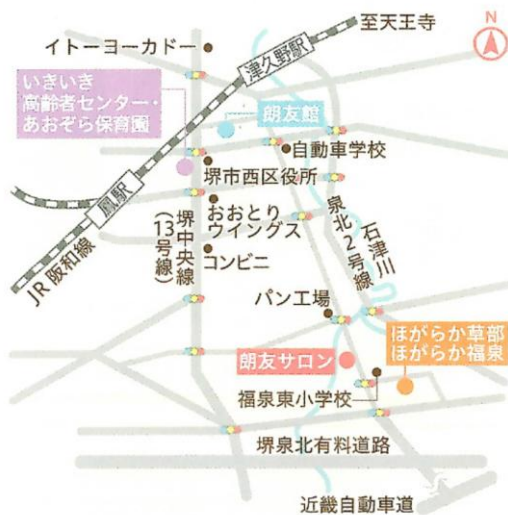 至天王寺
N
イトーヨーカドー
津久野駅
いきいき
高齢者センター・
あおぞら保育園
朗友館
自動車学校
堺市西区役所
鳳駅
おおとり
ウイングス
堺中央線
(13号線)
コンビニ
JR阪和線
石津川
泉北2号線
パン工場
ほがらか草部
ほがらか福泉
朗友サロン
福泉東小学校
堺泉北有料道路
近畿自動車道